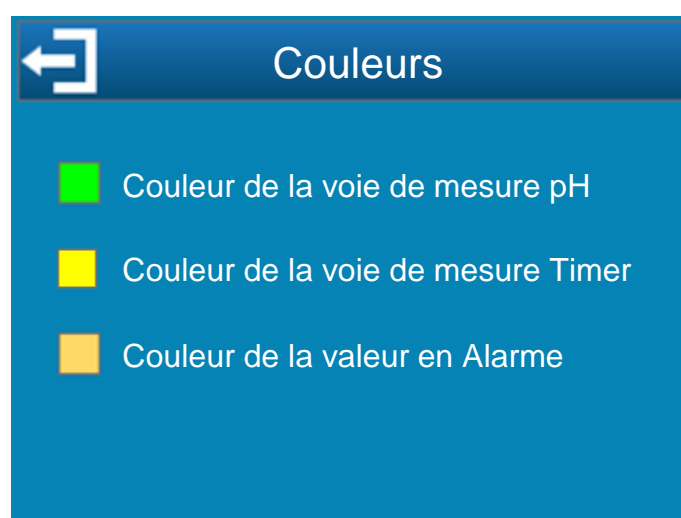 Couleurs
Couleur de la voie de mesure pH
Couleur de la voie de mesure Timer
Couleur de la valeur en Alarme